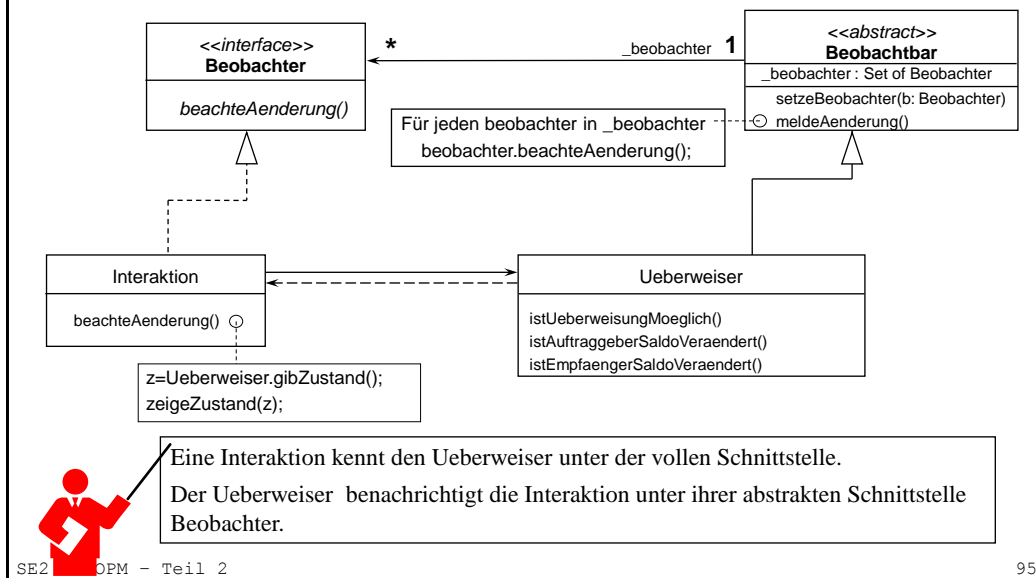 <<interface>>
Beobachter
beachteAenderung()
*
_beobachter
1
<<abstract>>
Beobachtbar
_beobachter : Set of Beobachter
setzeBeobachter(b: Beobachter)
meldeAenderung()
Für jeden beobachter in _beobachter
beobachter.beachteAenderung();
Interaktion
beachteAenderung()
z=Ueberweiser.gibZustand();
zeigeZustand(z);
Ueberweiser
istUeberweisungMoeglich()
istAuftraggeberSaldoVeraendert()
istEmpfaengerSaldoVeraendert()
Eine Interaktion kennt den Ueberweiser unter der vollen Schnittstelle.
Der Ueberweiser benachrichtigt die Interaktion unter ihrer abstrakten Schnittstelle
Beobachter.
SE2 OPM – Teil 2
95